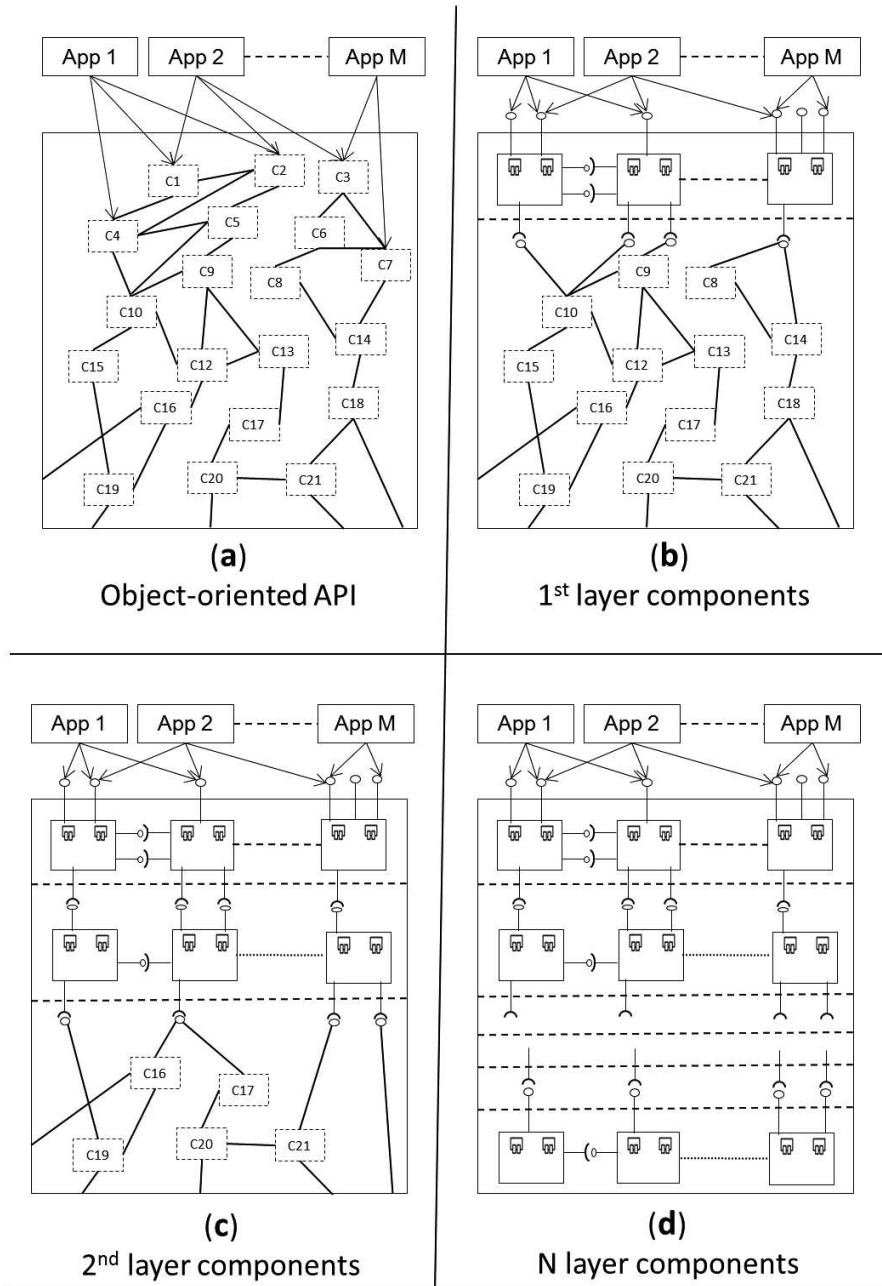 App 1 App 2 App M
C1 C2 C3
C4 C5 C6
C7
C8 C9
C10
C12 C13 C14
C15
C16 C17 C18
C19 C20 C21
(a)
Object-oriented API
App 1 App 2 App M
C9 C8
C10
C12 C13 C14
C15
C16 C17 C18
C19 C20 C21
(b)
1st layer components
App 1 App 2 App M
C16 C17
C19 C20 C21
(c)
2nd layer components
App 1 App 2 App M
(d)
N layer components